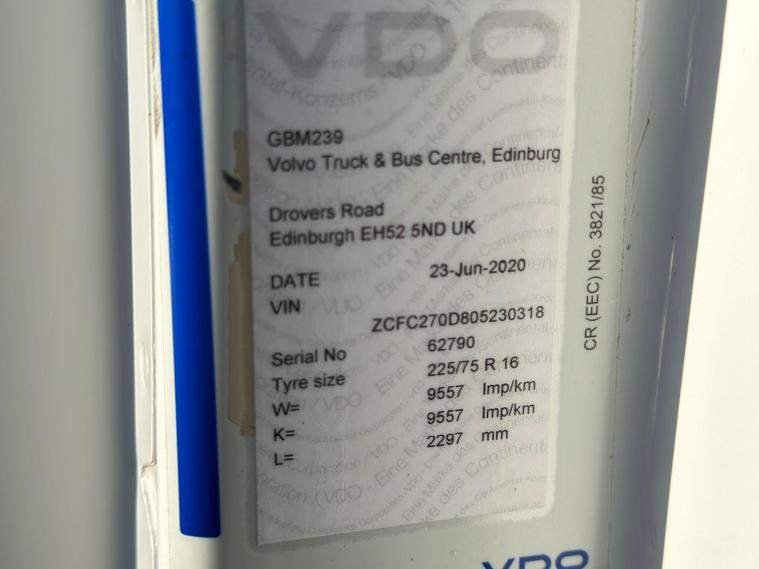 VDO
GBM239
Volvo Truck & Bus Centre, Edinburg
Drovers Road
Edinburgh EH52 5ND UK
DATE 23-Jun-2020
VIN ZCFC270D805230318
Serial No 62790
Tyre size 225/75 R 16
W= 9557 Imp/km
K= 9557 Imp/km
L= 2297 mm
CR (EEC) No. 3821/85
VDO